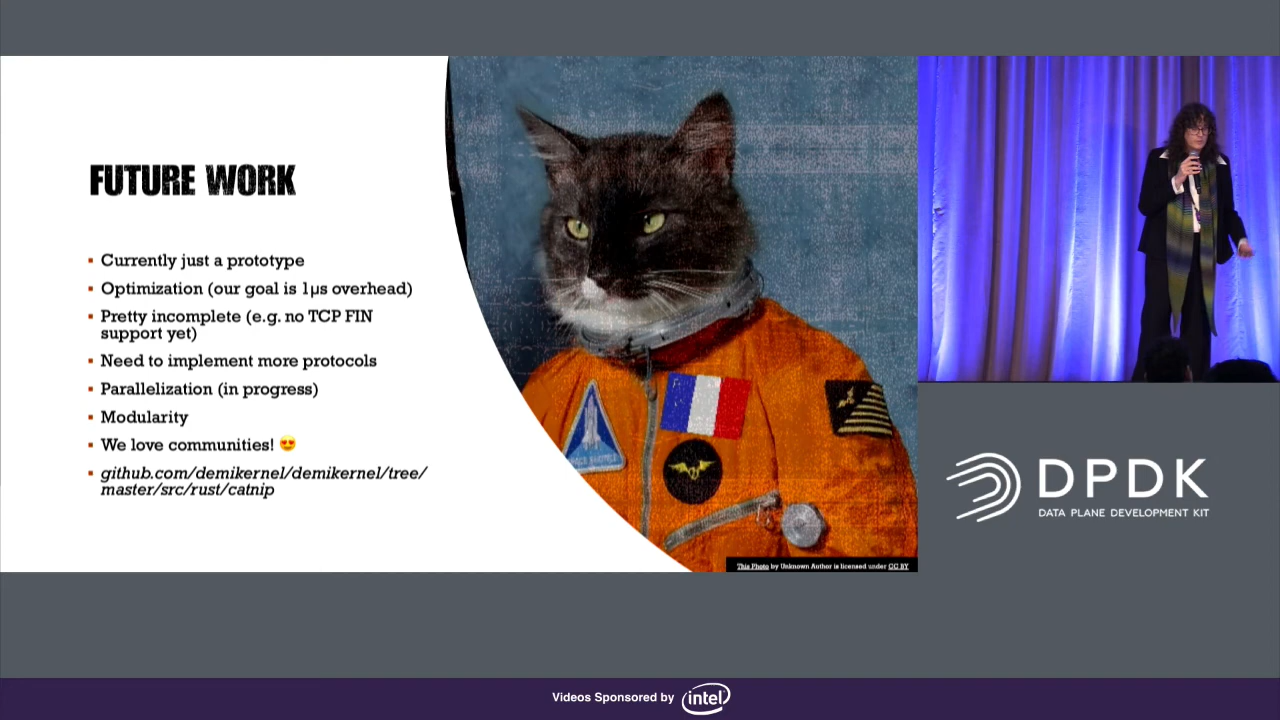 FUTURE WORK
Currently just a prototype
Optimization (our goal is 1µs overhead)
Pretty incomplete (e.g. no TCP FIN
support yet)
Need to implement more protocols
Parallelization (in progress)
Modularity
We love communities! 😍
github.com/demikernel/demikernel/tree/
master/src/rust/catnip
This Photo by Unknown Author is licensed under CC BY
DPDK
DATA PLANE DEVELOPMENT KIT
Videos Sponsored by intel